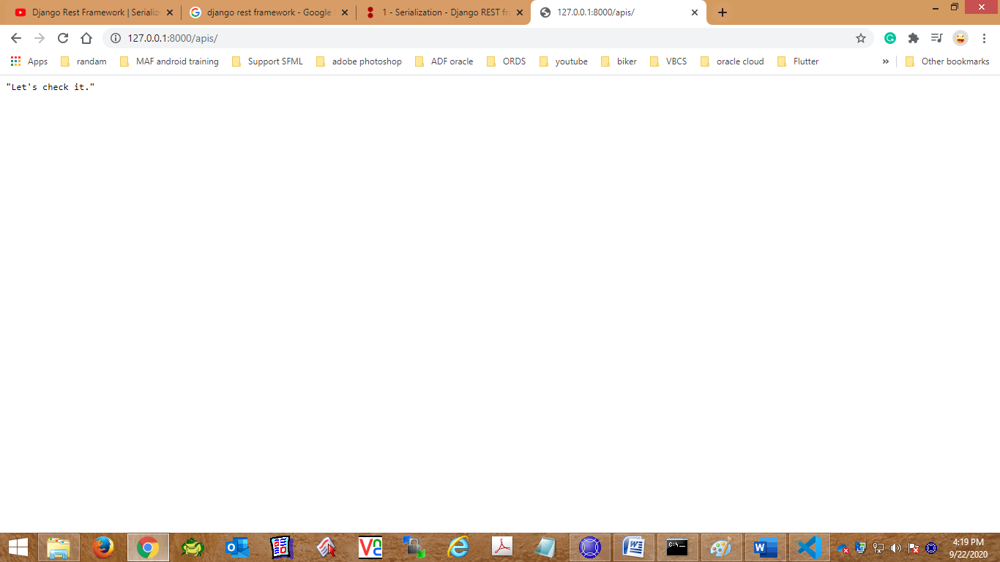 Django Rest Framework | Serializ
django rest framework - Google
1 - Serialization - Django REST fr
127.0.0.1:8000/apis/
127.0.0.1:8000/apis/
Apps randam MAF android training Support SFML adobe photoshop ADF oracle ORDS youtube biker VBCS oracle cloud Flutter » Other bookmarks
"Let's check it."
4:19 PM
9/22/2020